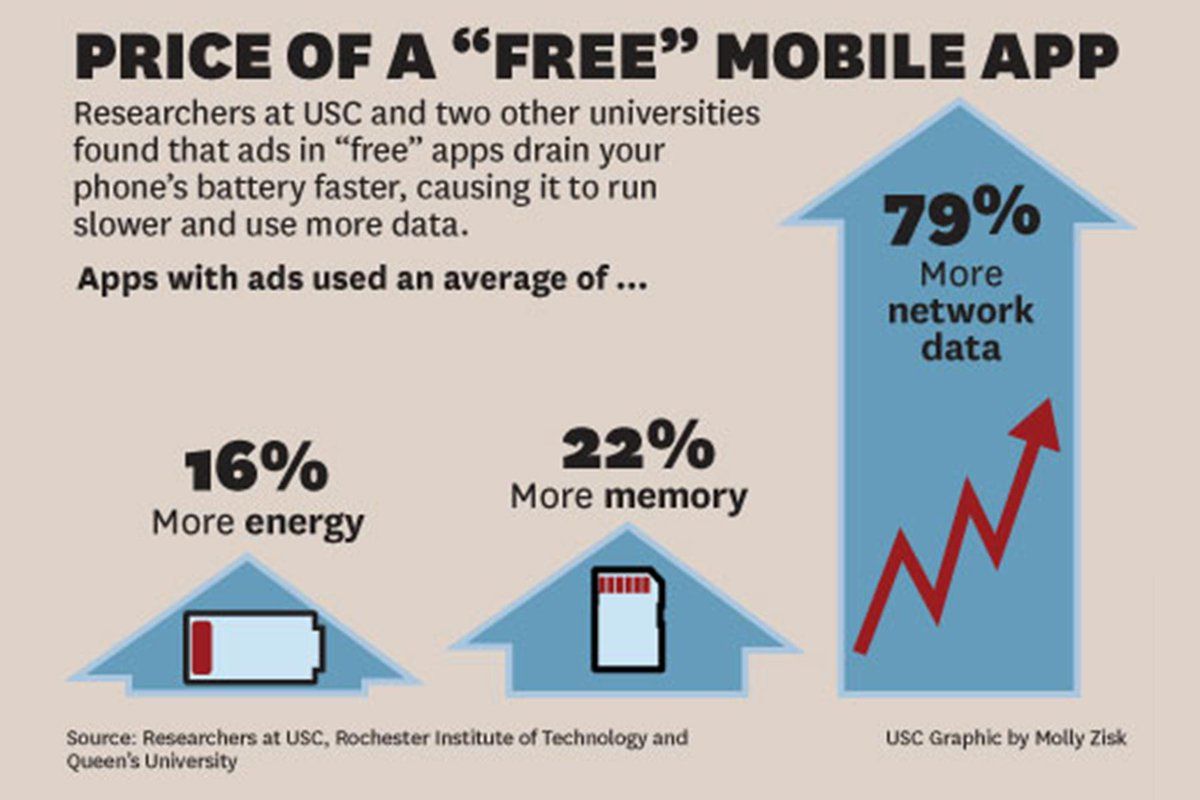 PRICE OF A “FREE” MOBILE APP
Researchers at USC and two other universities
found that ads in “free” apps drain your
phone’s battery faster, causing it to run
slower and use more data.
Apps with ads used an average of ...
16%
More energy
22%
More memory
79%
More
network
data
Source: Researchers at USC, Rochester Institute of Technology and
Queen’s University
USC Graphic by Molly Zisk